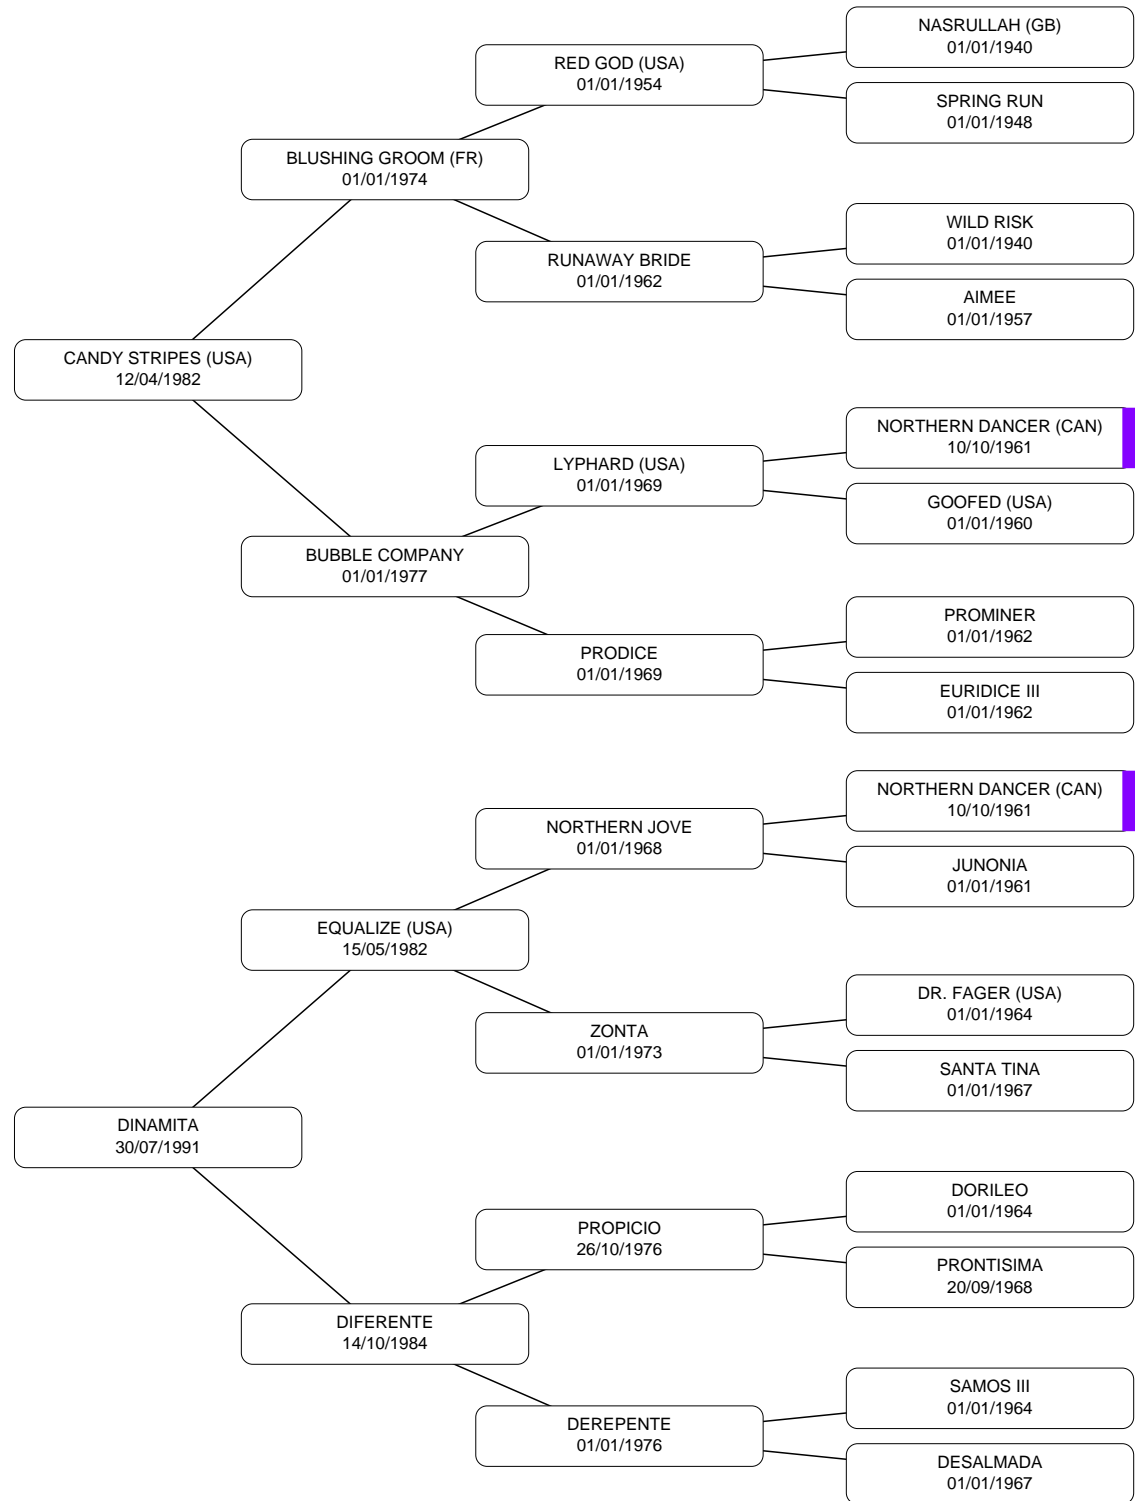 NASRULLAH (GB)
01/01/1940
RED GOD (USA)
01/01/1954
SPRING RUN
01/01/1948
BLUSHING GROOM (FR)
01/01/1974
WILD RISK
01/01/1940
RUNAWAY BRIDE
01/01/1962
AIMEE
01/01/1957
CANDY STRIPES (USA)
12/04/1982
NORTHERN DANCER (CAN)
10/10/1961
LYPHARD (USA)
01/01/1969
GOOFED (USA)
01/01/1960
BUBBLE COMPANY
01/01/1977
PROMINER
01/01/1962
PRODICE
01/01/1969
EURIDICE III
01/01/1962
NORTHERN DANCER (CAN)
10/10/1961
NORTHERN JOVE
01/01/1968
JUNONIA
01/01/1961
EQUALIZE (USA)
15/05/1982
DR. FAGER (USA)
01/01/1964
ZONTA
01/01/1973
SANTA TINA
01/01/1967
DINAMITA
30/07/1991
DORILEO
01/01/1964
PROPICIO
26/10/1976
PRONTISIMA
20/09/1968
DIFERENTE
14/10/1984
SAMOS III
01/01/1964
DEREPENTE
01/01/1976
DESALMADA
01/01/1967